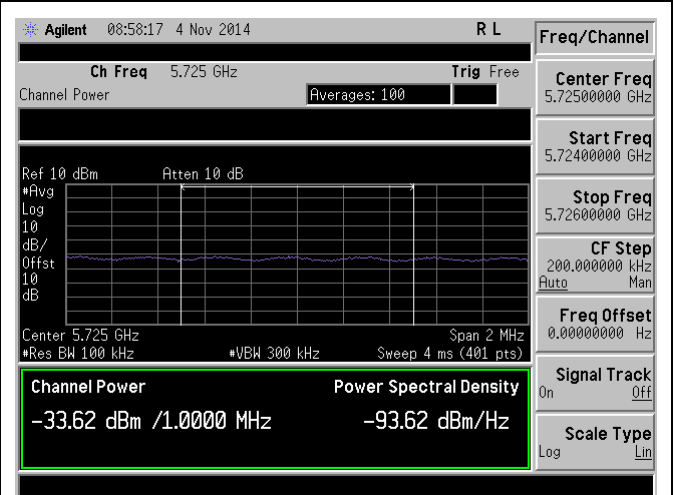 Agilent 08:58:17 4 Nov 2014 R L
Ch Freq 5.725 GHz Trig Free
Channel Power Averages: 100
Ref 10 dBm Atten 10 dB
#Avg
Log
10
dB/
Offst
10
dB
Center 5.725 GHz Span 2 MHz
#Res BW 100 kHz #VBW 300 kHz Sweep 4 ms (401 pts)
Channel Power Power Spectral Density
-33.62 dBm /1.0000 MHz -93.62 dBm/Hz
Freq/Channel
Center Freq
5.72500000 GHz
Start Freq
5.72400000 GHz
Stop Freq
5.72600000 GHz
CF Step
200.000000 kHz
Auto Man
Freq Offset
0.00000000 Hz
Signal Track
On Off
Scale Type
Log Lin